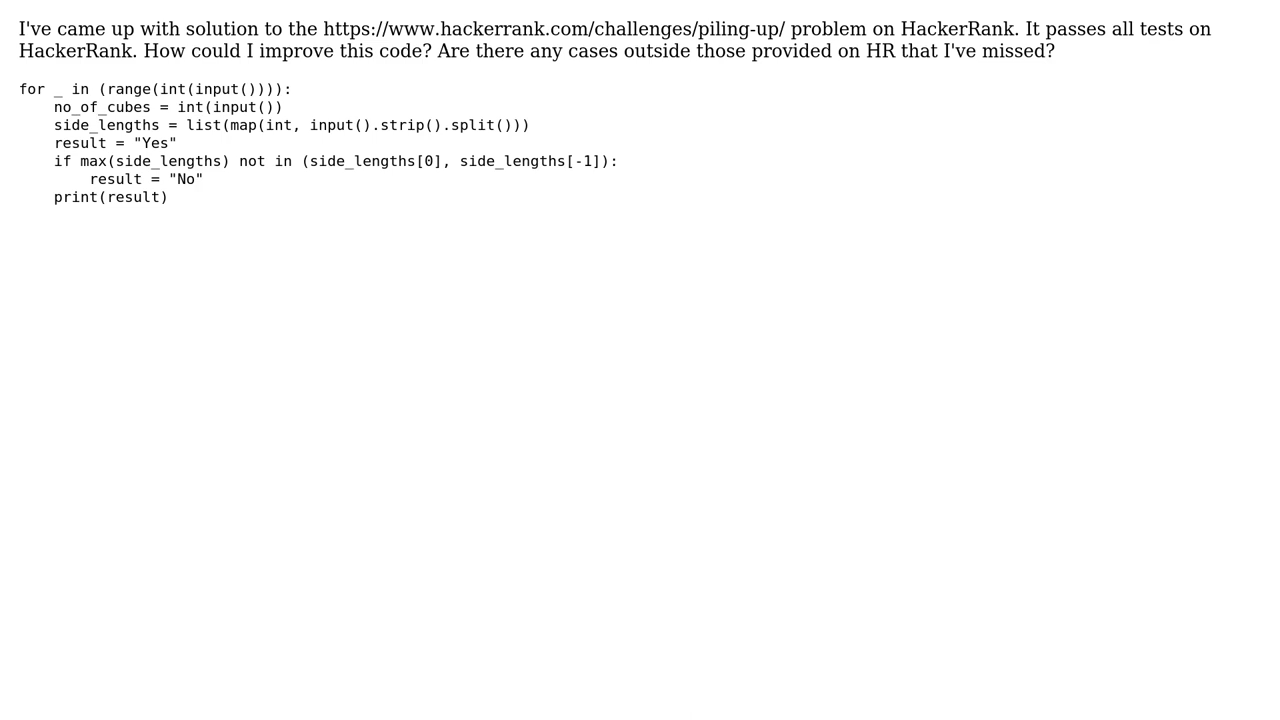 I've came up with solution to the https://www.hackerrank.com/challenges/piling-up/ problem on HackerRank. It passes all tests on
HackerRank. How could I improve this code? Are there any cases outside those provided on HR that I've missed?
for _ in (range(int(input()))):
    no_of_cubes = int(input())
    side_lengths = list(map(int, input().strip().split()))
    result = "Yes"
    if max(side_lengths) not in (side_lengths[0], side_lengths[-1]):
        result = "No"
    print(result)